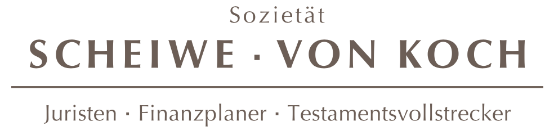 Sozietät
SCHEIWE · VON KOCH
Juristen · Finanzplaner · Testamentsvollstrecker